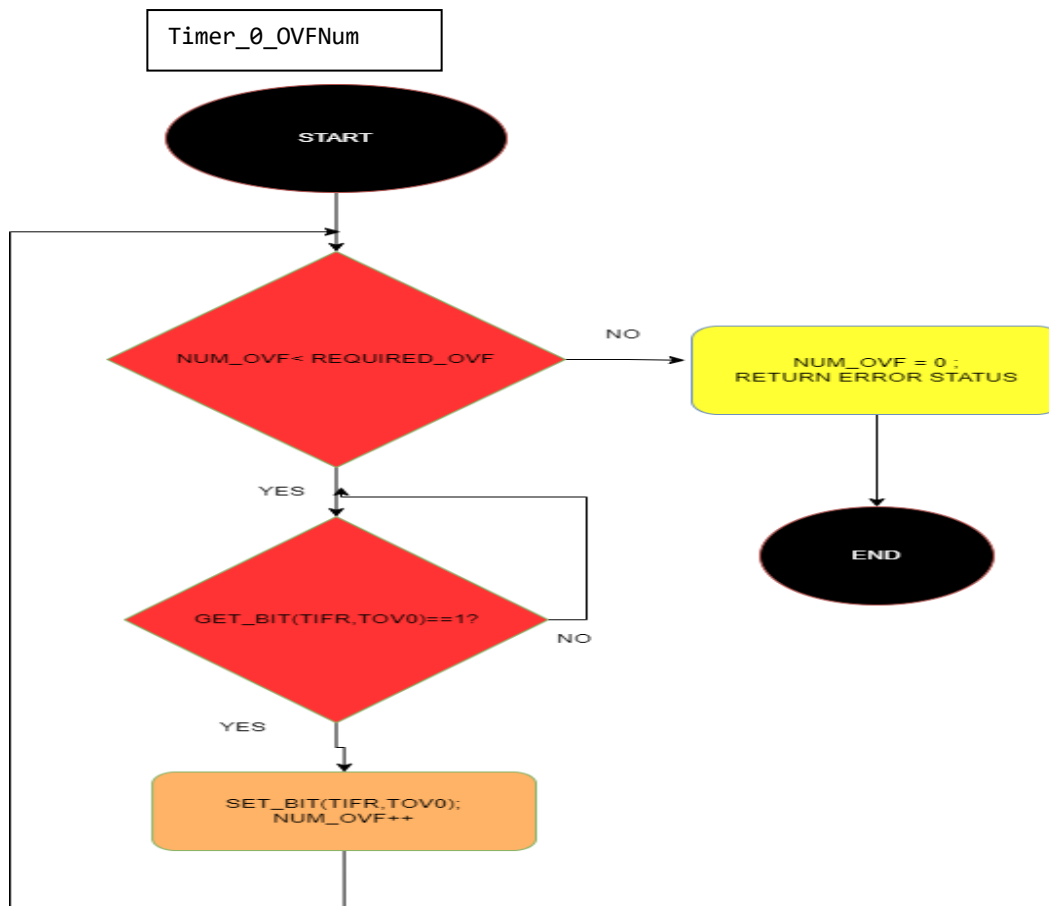 Timer_0_OVFNum
START
NUM_OVF< REQUIRED_OVF
NO
NUM_OVF = 0 ;
RETURN ERROR STATUS
YES
END
GET_BIT(TIFR,TOV0)==1?
NO
YES
SET_BIT(TIFR,TOV0);
NUM_OVF++